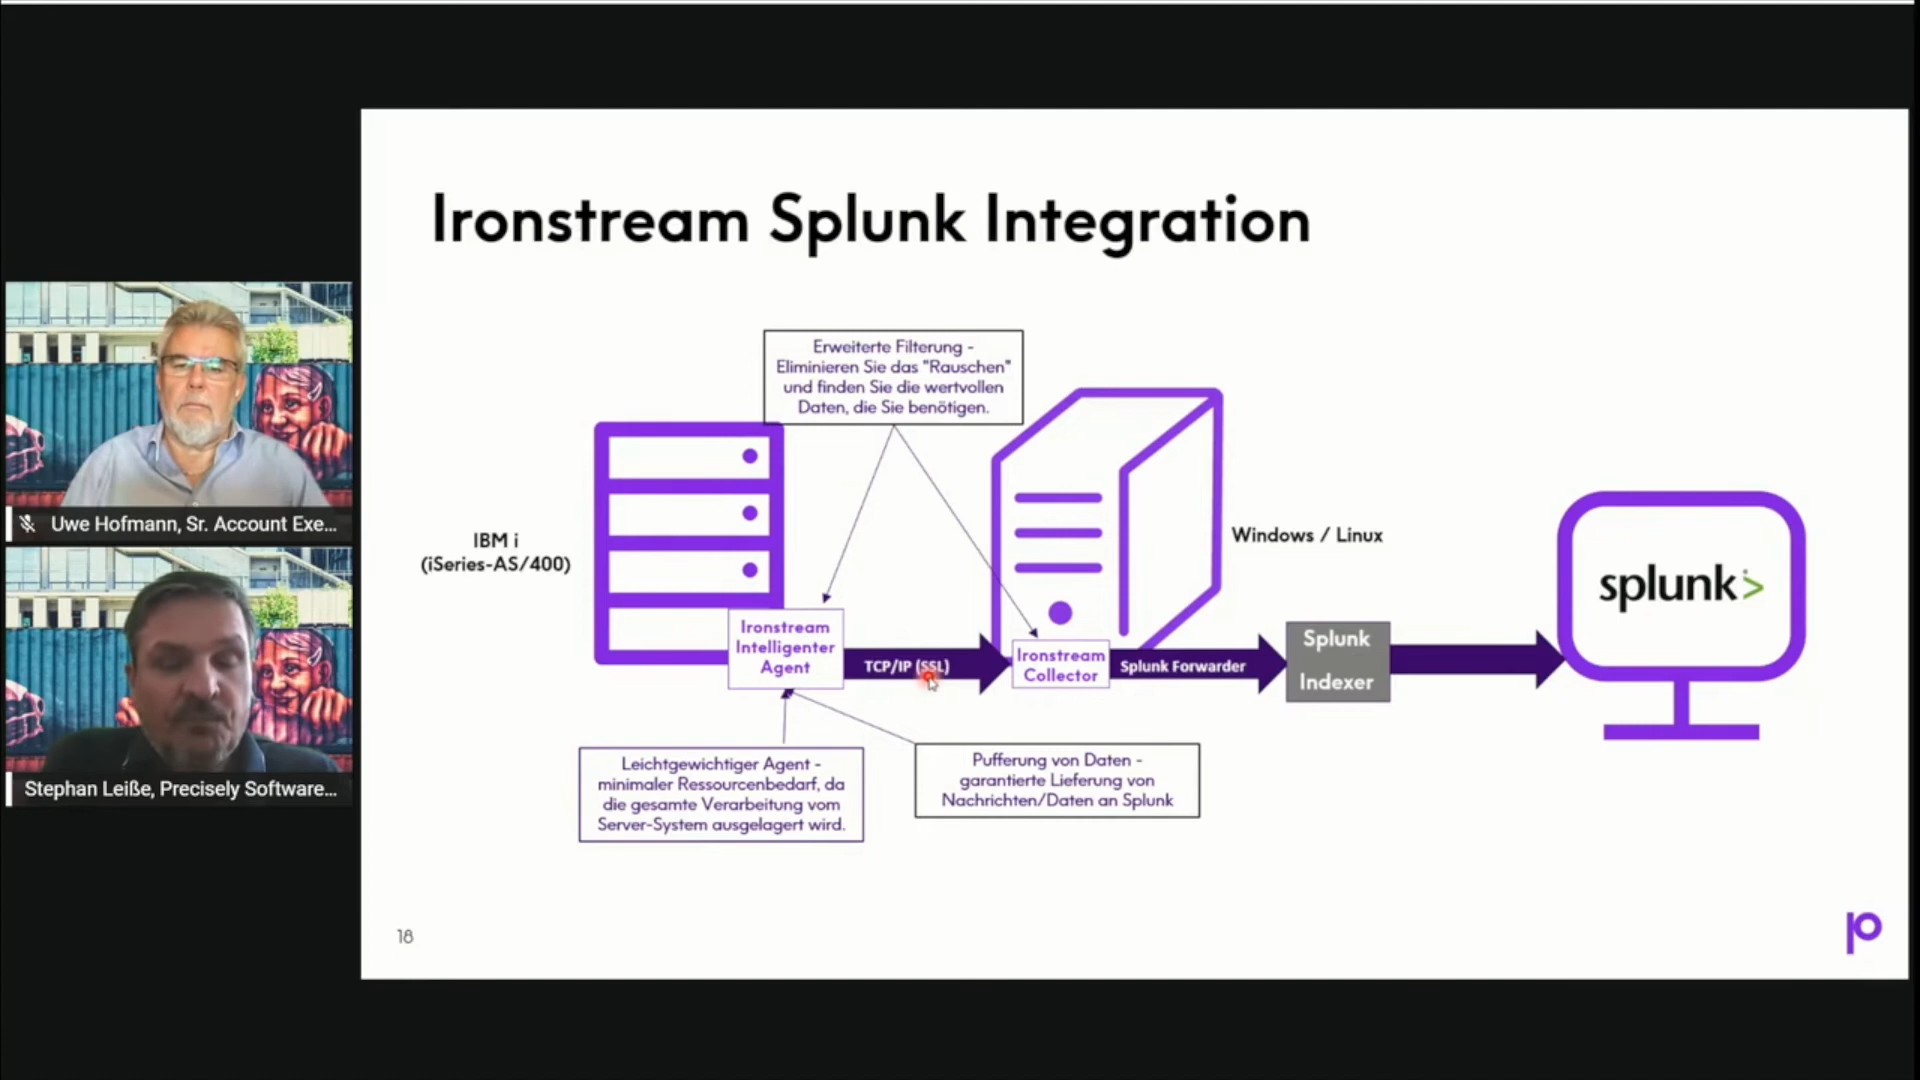 Ironstream Splunk Integration
Erweiterte Filterung -
Eliminieren Sie das "Rauschen"
und finden Sie die wertvollen
Daten, die Sie benötigen.
IBM i
(iSeries-AS/400)
Windows / Linux
splunk>
Ironstream
Intelligenter
Agent
TCP/IP (SSL)
Ironstream
Collector
Splunk Forwarder
Splunk
Indexer
Leichtgewichtiger Agent -
minimaler Ressourcenbedarf, da
die gesamte Verarbeitung vom
Server-System ausgelagert wird.
Pufferung von Daten -
garantierte Lieferung von
Nachrichten/Daten an Splunk
18
p
Uwe Hofmann, Sr. Account Exe...
Stephan Leiße, Precisely Software...